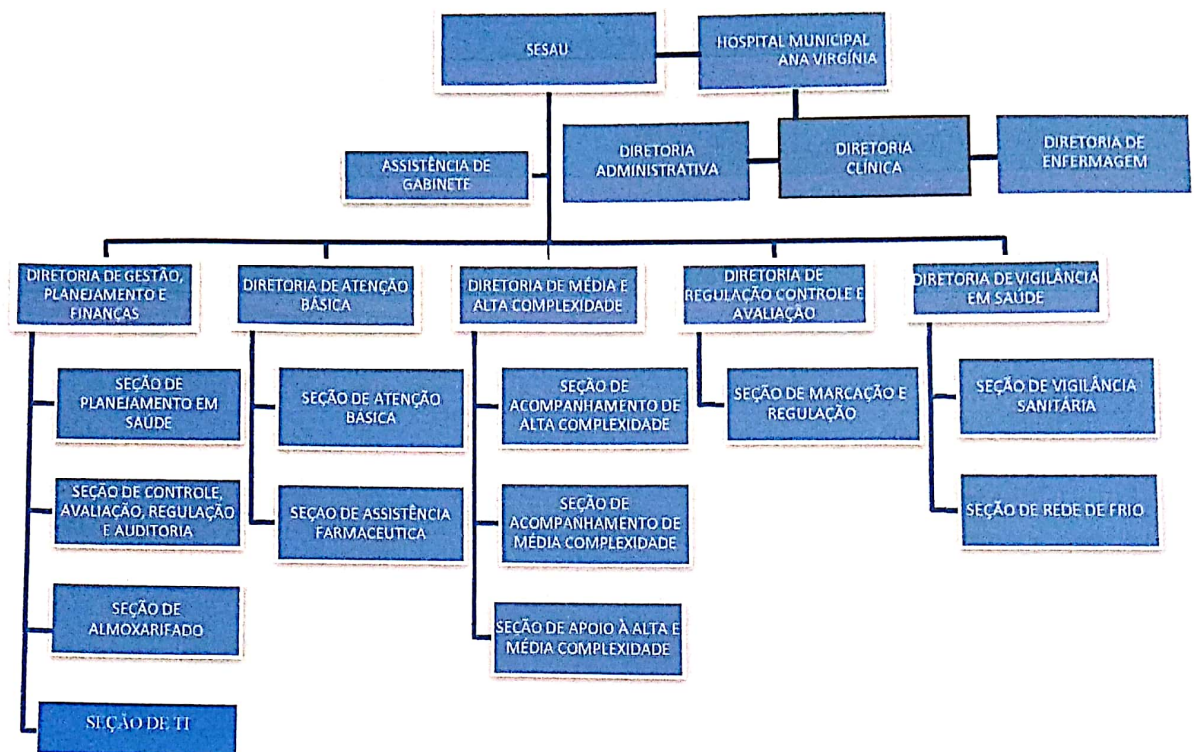 SESAU
HOSPITAL MUNICIPAL
ANA VIRGÍNIA
ASSISTÊNCIA DE
GABINETE
DIRETORIA
ADMINISTRATIVA
DIRETORIA
CLÍNICA
DIRETORIA DE
ENFERMAGEM
DIRETORIA DE GESTÃO,
PLANEJAMENTO E
FINANÇAS
DIRETORIA DE ATENÇÃO
BÁSICA
DIRETORIA DE MÉDIA E
ALTA COMPLEXIDADE
DIRETORIA DE
REGULAÇÃO CONTROLE E
AVALIAÇÃO
DIRETORIA DE VIGILÂNCIA
EM SAÚDE
SEÇÃO DE
PLANEJAMENTO EM
SAÚDE
SEÇÃO DE ATENÇÃO
BÁSICA
SEÇÃO DE
ACOMPANHAMENTO DE
ALTA COMPLEXIDADE
SEÇÃO DE MARCAÇÃO E
REGULAÇÃO
SEÇÃO DE VIGILÂNCIA
SANITÁRIA
SEÇÃO DE CONTROLE,
AVALIAÇÃO, REGULAÇÃO
E AUDITORIA
SEÇAO DE ASSISTÊNCIA
FARMACEUTICA
SEÇÃO DE
ACOMPANHAMENTO DE
MÉDIA COMPLEXIDADE
SEÇÃO DE REDE DE FRIO
SEÇÃO DE
ALMOXARIFADO
SEÇÃO DE APOIO À ALTA E
MÉDIA COMPLEXIDADE
SEÇÃO DE TI